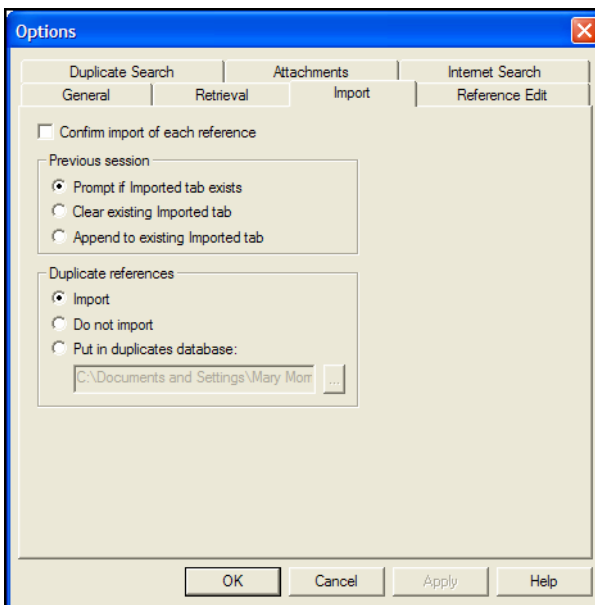 Options
Duplicate Search Attachments Internet Search
General Retrieval Import Reference Edit
Confirm import of each reference
Previous session
Prompt if Imported tab exists
Clear existing Imported tab
Append to existing Imported tab
Duplicate references
Import
Do not import
Put in duplicates database:
C:\Documents and Settings\Mary
...
OK Cancel Apply Help